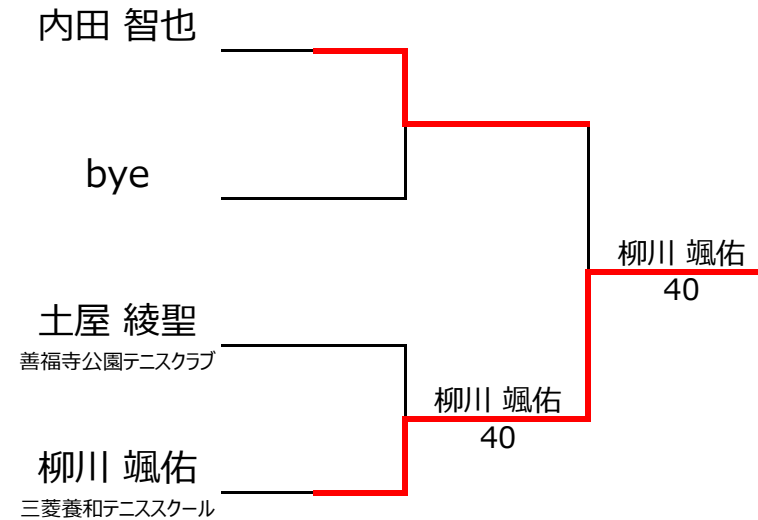 内田 智也
bye
土屋 綾聖
善福寺公園テニスクラブ
柳川 颯佑
三菱養和テニススクール
柳川 颯佑
40
柳川 颯佑
40